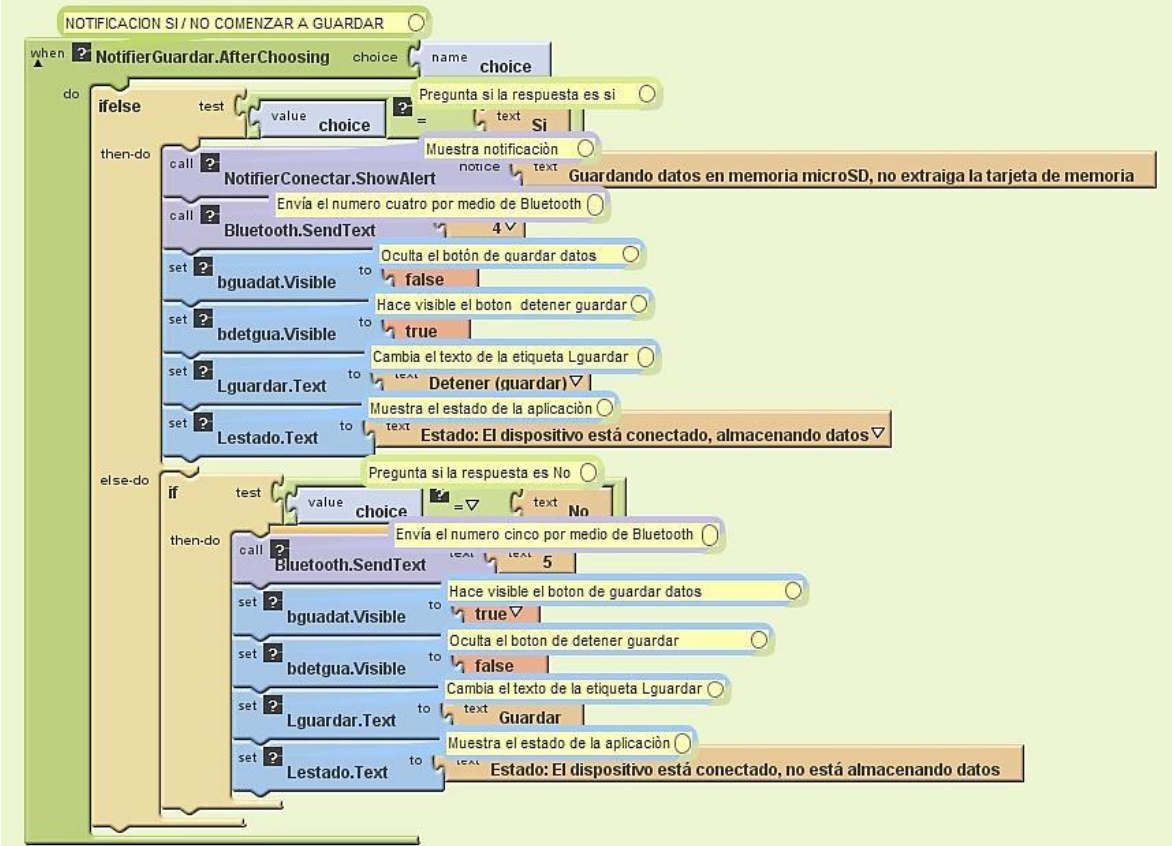 NOTIFICACION SI / NO COMENZAR A GUARDAR
when ? NotifierGuardar.AfterChoosing choice name choice
do
Pregunta si la respuesta es si
ifelse test value choice ? = text Si
Muestra notificaciòn
then-do call ? NotifierConectar.ShowAlert notice text Guardando datos en memoria microSD, no extraiga la tarjeta de memoria
Envía el numero cuatro por medio de Bluetooth
call ? Bluetooth.SendText 4
Oculta el botón de guardar datos
set ? bguadat.Visible to false
Hace visible el boton detener guardar
set ? bdetgua.Visible to true
Cambia el texto de la etiqueta Lguardar
set ? Lguardar.Text to text Detener (guardar)
Muestra el estado de la aplicaciòn
set ? Lestado.Text to text Estado: El dispositivo está conectado, almacenando datos
Pregunta si la respuesta es No
else-do if test value choice ? = text No
Envía el numero cinco por medio de Bluetooth
then-do call ? Bluetooth.SendText text text 5
Hace visible el boton de guardar datos
set ? bguadat.Visible to true
Oculta el boton de detener guardar
set ? bdetgua.Visible to false
Cambia el texto de la etiqueta Lguardar
set ? Lguardar.Text to text Guardar
Muestra el estado de la aplicaciòn
set ? Lestado.Text to text Estado: El dispositivo está conectado, no está almacenando datos